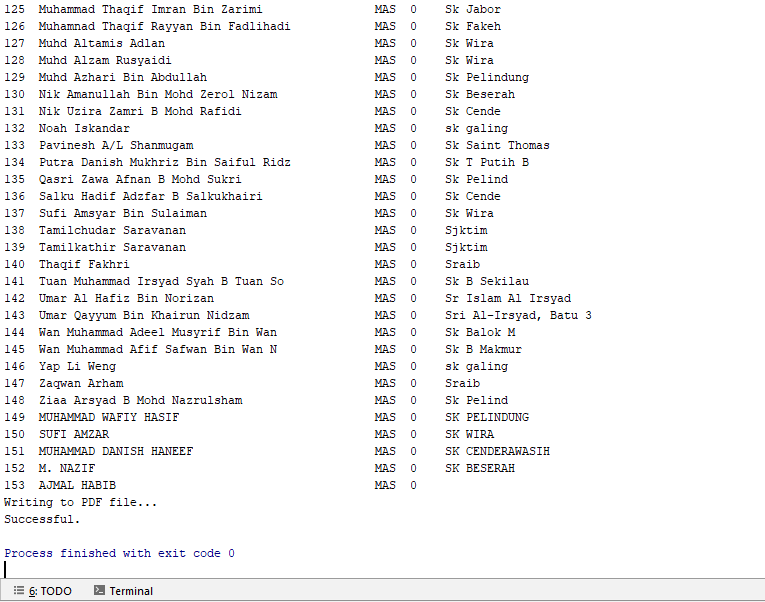 125 Muhammad Thaqif Imran Bin Zarimi MAS 0 Sk Jabor
126 Muhamnad Thaqif Rayyan Bin Fadlihadi MAS 0 Sk Fakeh
127 Muhd Altamis Adlan MAS 0 Sk Wira
128 Muhd Alzam Rusyaidi MAS 0 Sk Wira
129 Muhd Azhari Bin Abdullah MAS 0 Sk Pelindung
130 Nik Amanullah Bin Mohd Zerol Nizam MAS 0 Sk Beserah
131 Nik Uzira Zamri B Mohd Rafidi MAS 0 Sk Cende
132 Noah Iskandar MAS 0 sk galing
133 Pavinesh A/L Shanmugam MAS 0 Sk Saint Thomas
134 Putra Danish Mukhriz Bin Saiful Ridz MAS 0 Sk T Putih B
135 Qasri Zawa Afnan B Mohd Sukri MAS 0 Sk Pelind
136 Salku Hadif Adzfar B Salkukhairi MAS 0 Sk Cende
137 Sufi Amsyar Bin Sulaiman MAS 0 Sk Wira
138 Tamilchudar Saravanan MAS 0 Sjktim
139 Tamilkathir Saravanan MAS 0 Sjktim
140 Thaqif Fakhri MAS 0 Sraib
141 Tuan Muhammad Irsyad Syah B Tuan So MAS 0 Sk B Sekilau
142 Umar Al Hafiz Bin Norizan MAS 0 Sr Islam Al Irsyad
143 Umar Qayyum Bin Khairun Nidzam MAS 0 Sri Al-Irsyad, Batu 3
144 Wan Muhammad Adeel Musyrif Bin Wan MAS 0 Sk Balok M
145 Wan Muhammad Afif Safwan Bin Wan N MAS 0 Sk B Makmur
146 Yap Li Weng MAS 0 sk galing
147 Zaqwan Arham MAS 0 Sraib
148 Ziaa Arsyad B Mohd Nazrulsham MAS 0 Sk Pelind
149 MUHAMMAD WAFIY HASIF MAS 0 SK PELINDUNG
150 SUFI AMZAR MAS 0 SK WIRA
151 MUHAMMAD DANISH HANEEF MAS 0 SK CENDERAWASIH
152 M. NAZIF MAS 0 SK BESERAH
153 AJMAL HABIB MAS 0
Writing to PDF file...
Successful.
Process finished with exit code 0
6: TODO Terminal